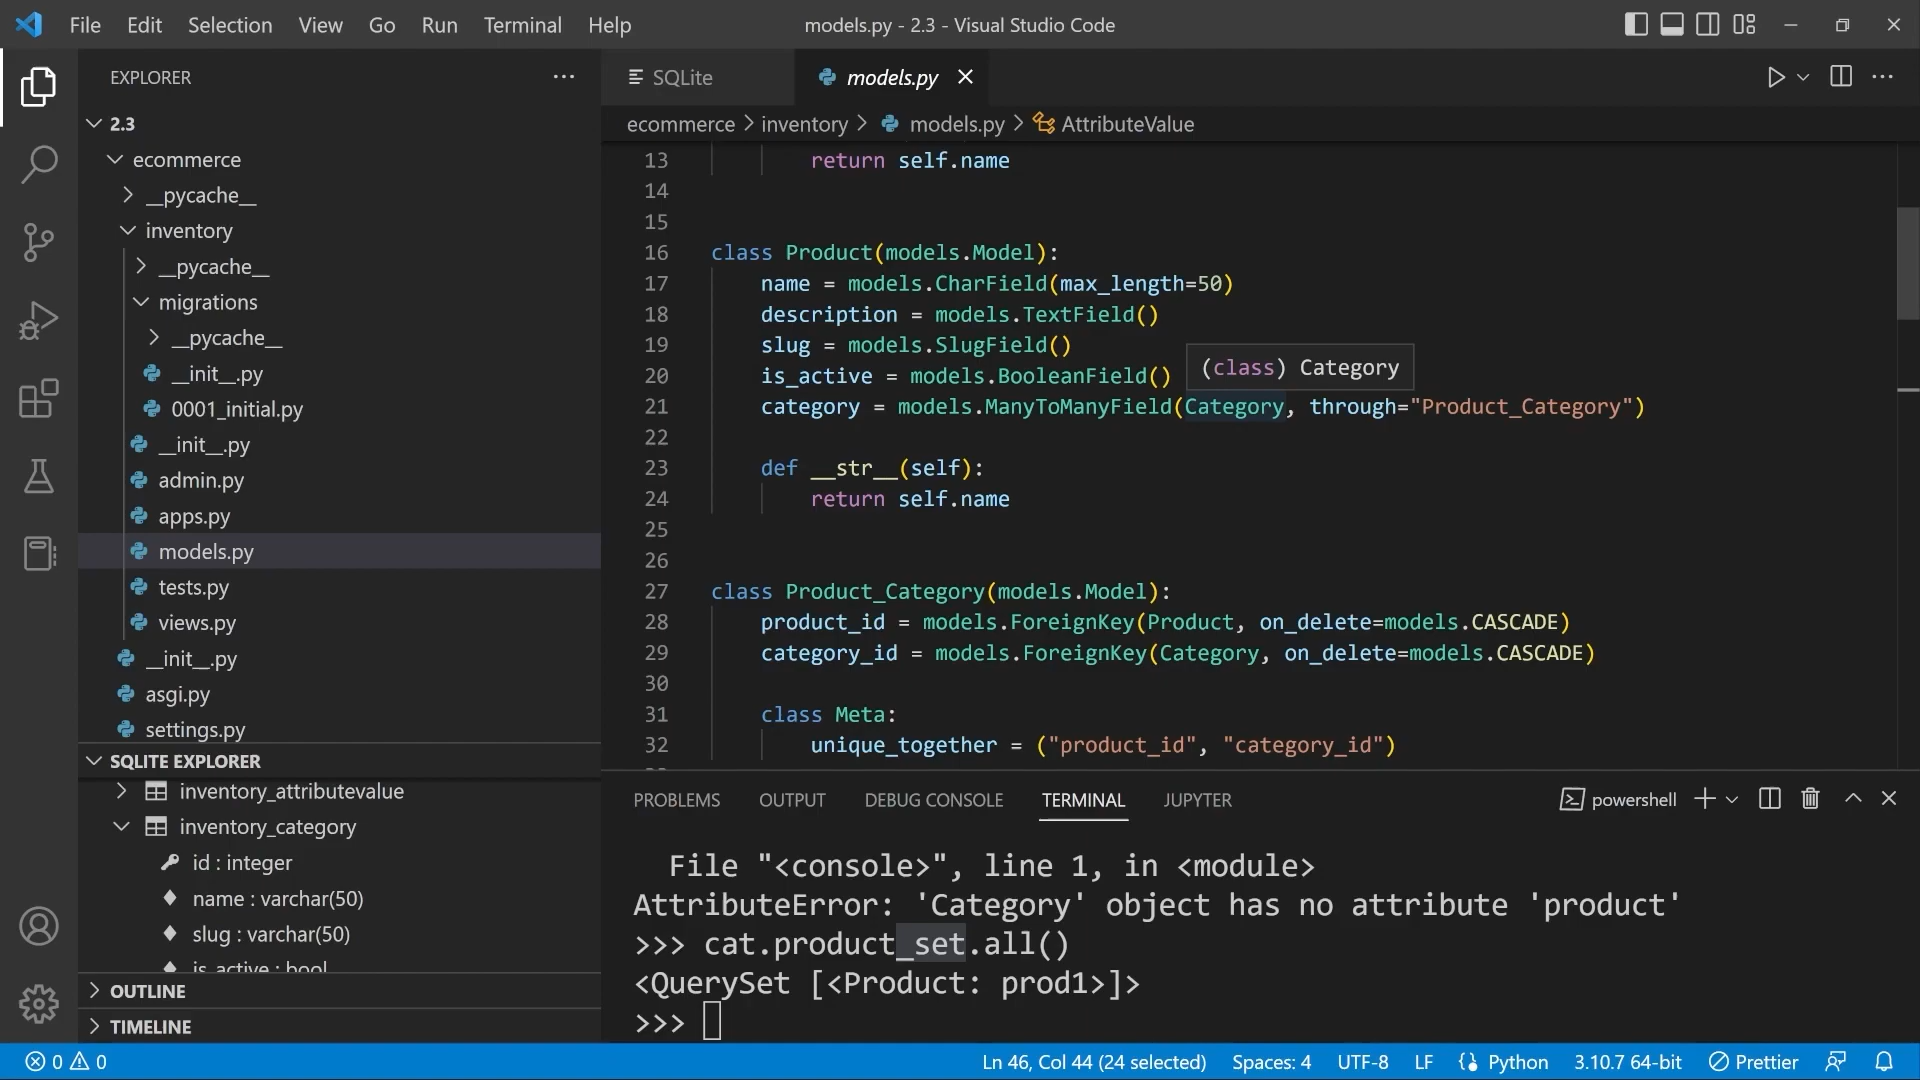 File Edit Selection View Go Run Terminal Help
models.py - 2.3 - Visual Studio Code
EXPLORER
2.3
ecommerce
__pycache__
inventory
__pycache__
migrations
__pycache__
__init__.py
0001_initial.py
__init__.py
admin.py
apps.py
models.py
tests.py
views.py
__init__.py
asgi.py
settings.py
SQLITE EXPLORER
inventory_attributevalue
inventory_category
id : integer
name : varchar(50)
slug : varchar(50)
is_active : bool
OUTLINE
TIMELINE
SQLite models.py
ecommerce > inventory > models.py > AttributeValue
13 return self.name
14
15
16 class Product(models.Model):
17 name = models.CharField(max_length=50)
18 description = models.TextField()
19 slug = models.SlugField()
(class) Category
20 is_active = models.BooleanField()
21 category = models.ManyToManyField(Category, through="Product_Category")
22
23 def __str__(self):
24 return self.name
25
26
27 class Product_Category(models.Model):
28 product_id = models.ForeignKey(Product, on_delete=models.CASCADE)
29 category_id = models.ForeignKey(Category, on_delete=models.CASCADE)
30
31 class Meta:
32 unique_together = ("product_id", "category_id")
PROBLEMS OUTPUT DEBUG CONSOLE TERMINAL JUPYTER
powershell
File "<console>", line 1, in <module>
AttributeError: 'Category' object has no attribute 'product'
>>> cat.product_set.all()
<QuerySet [<Product: prod1>]>
>>>
0 0
Ln 46, Col 44 (24 selected) Spaces: 4 UTF-8 LF Python 3.10.7 64-bit Prettier